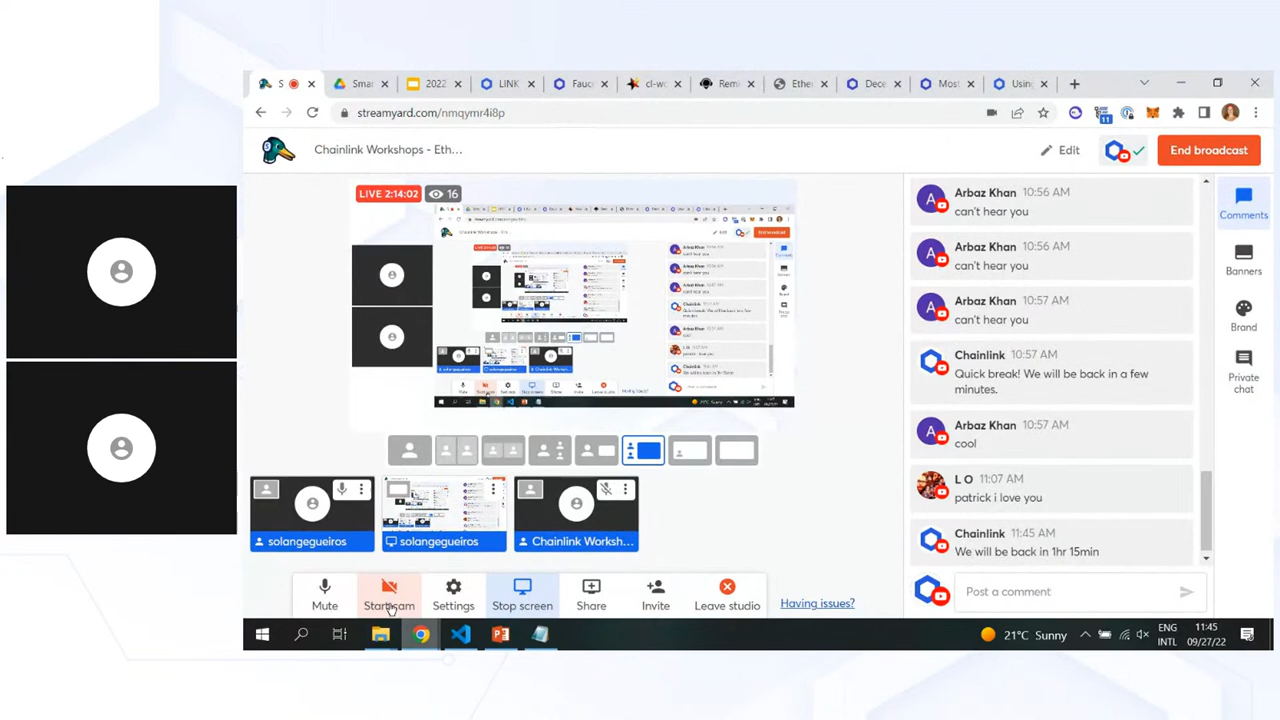 S
Smar
2022
LINK
Fauc
cl-wo
Remi
Ether
Dece
Most
Using
streamyard.com/nmqymr4i8p
11
Chainlink Workshops - Eth...
Edit
End broadcast
LIVE 2:14:02
16
Arbaz Khan 10:56 AM
can't hear you
Arbaz Khan 10:56 AM
can't hear you
Arbaz Khan 10:57 AM
can't hear you
Chainlink 10:57 AM
Quick break! We will be back in a few
minutes.
Arbaz Khan 10:57 AM
cool
L O 11:07 AM
patrick i love you
Chainlink 11:45 AM
We will be back in 1hr 15min
Post a comment
Comments
Banners
Brand
Private
chat
solangegueiros
solangegueiros
Chainlink Worksh...
Mute
Start cam
Settings
Stop screen
Share
Invite
Leave studio
Having issues?
21°C Sunny
ENG
INTL
11:45
09/27/22